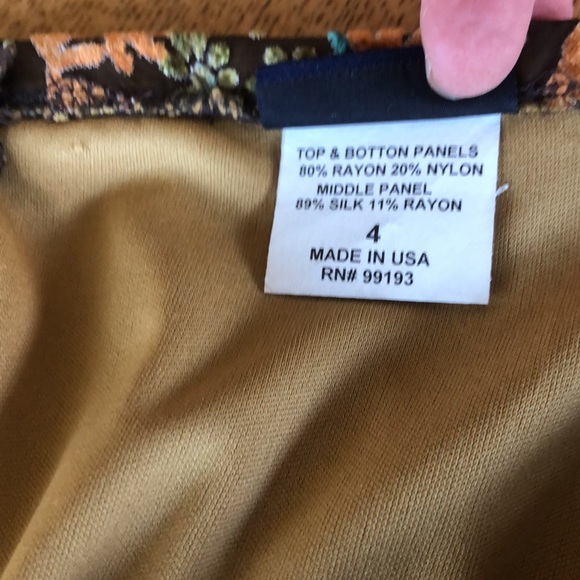 TOP & BOTTON PANELS
80% RAYON 20% NYLON
MIDDLE PANEL
89% SILK 11% RAYON
4
MADE IN USA
RN# 99193